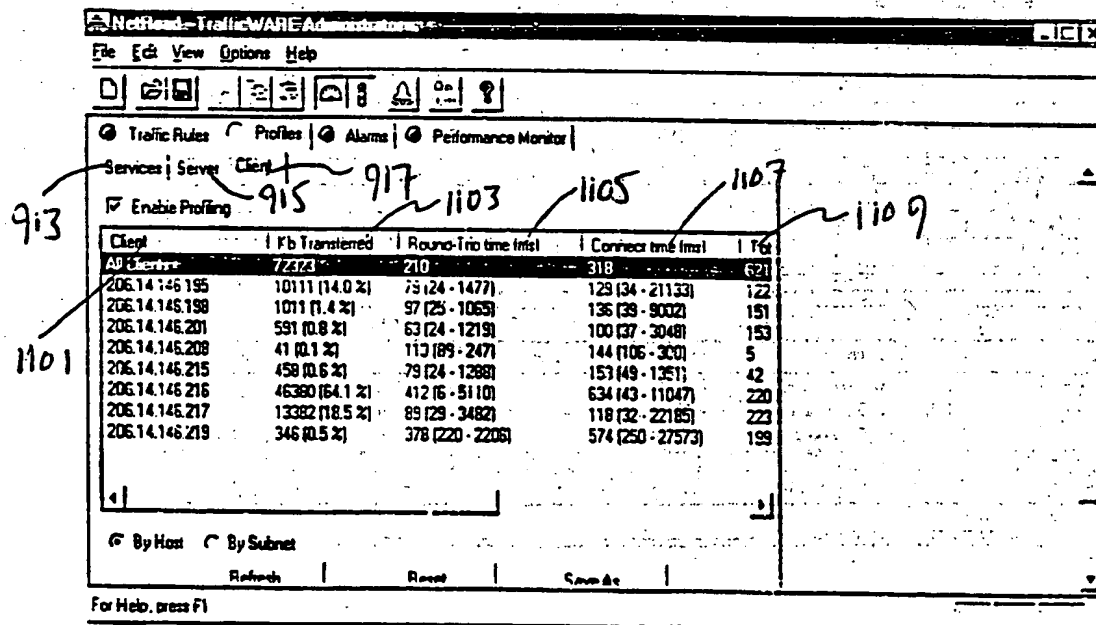 NetRoad - TrafficWARE Administrator
File Edit View Options Help
Traffic Rules Profiles Alarms Performance Monitor
Services Server Client
917
913
915
Enable Profiling
1103
1105
1107
1109
Client Kb Transferred Round-Trip time (ms) Connect time (ms) Tot
All Clients 72323 210 318 621
206.14.146.195 10111 (14.0 %) 75 (24 - 1477) 129 (34 - 21133) 122
206.14.146.198 1011 (1.4 %) 97 (25 - 1065) 136 (39 - 9002) 151
206.14.146.201 591 (0.8 %) 63 (24 - 1219) 100 (37 - 3048) 153
206.14.146.208 41 (0.1 %) 113 (89 - 247) 144 (106 - 300) 5
206.14.146.215 458 (0.6 %) 79 (24 - 1288) 153 (49 - 1351) 42
206.14.146.216 46380 (64.1 %) 412 (6 - 5110) 634 (43 - 11047) 220
206.14.146.217 13382 (18.5 %) 89 (29 - 3482) 118 (32 - 22185) 223
206.14.146.219 346 (0.5 %) 378 (220 - 2206) 574 (250 - 27573) 199
1101
By Host By Subnet
Refresh Reset Save As
For Help, press F1